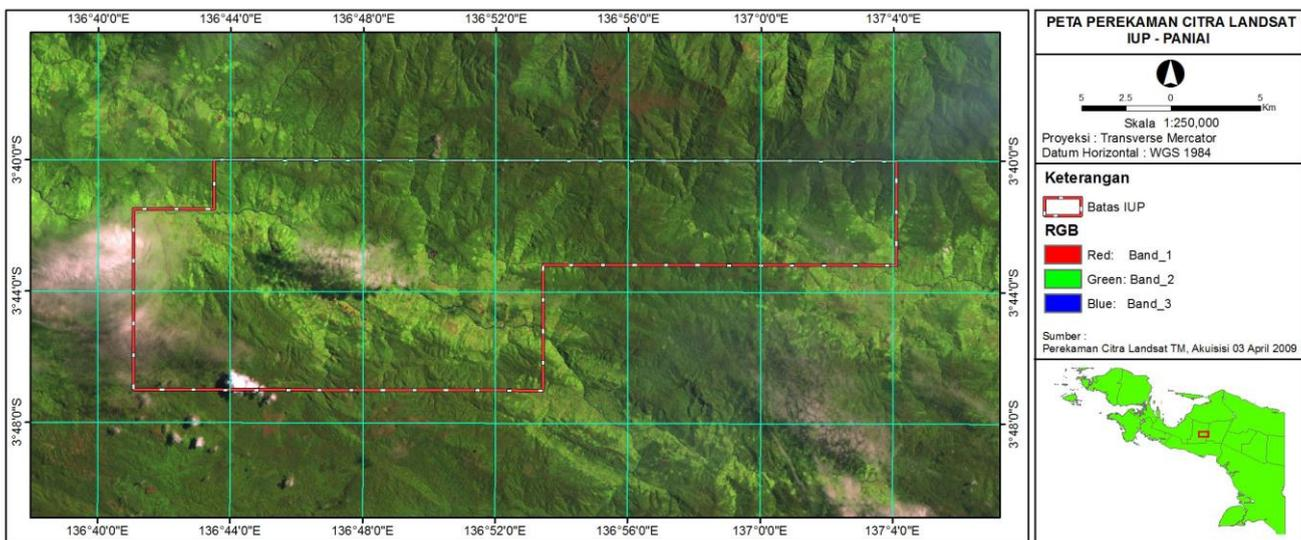 136°40'0"E 136°44'0"E 136°48'0"E 136°52'0"E 136°56'0"E 137°0'0"E 137°4'0"E
3°40'0"S 3°40'0"S
3°44'0"S 3°44'0"S
3°48'0"S 3°48'0"S
136°40'0"E 136°44'0"E 136°48'0"E 136°52'0"E 136°56'0"E 137°0'0"E 137°4'0"E
PETA PEREKAMAN CITRA LANDSAT
IUP - PANIAI
5 2.5 0 5
Km
Skala 1:250,000
Proyeksi : Transverse Mercator
Datum Horizontal : WGS 1984
Keterangan
Batas IUP
RGB
Red: Band_1
Green: Band_2
Blue: Band_3
Sumber :
Perekaman Citra Landsat TM, Akuisisi 03 April 2009